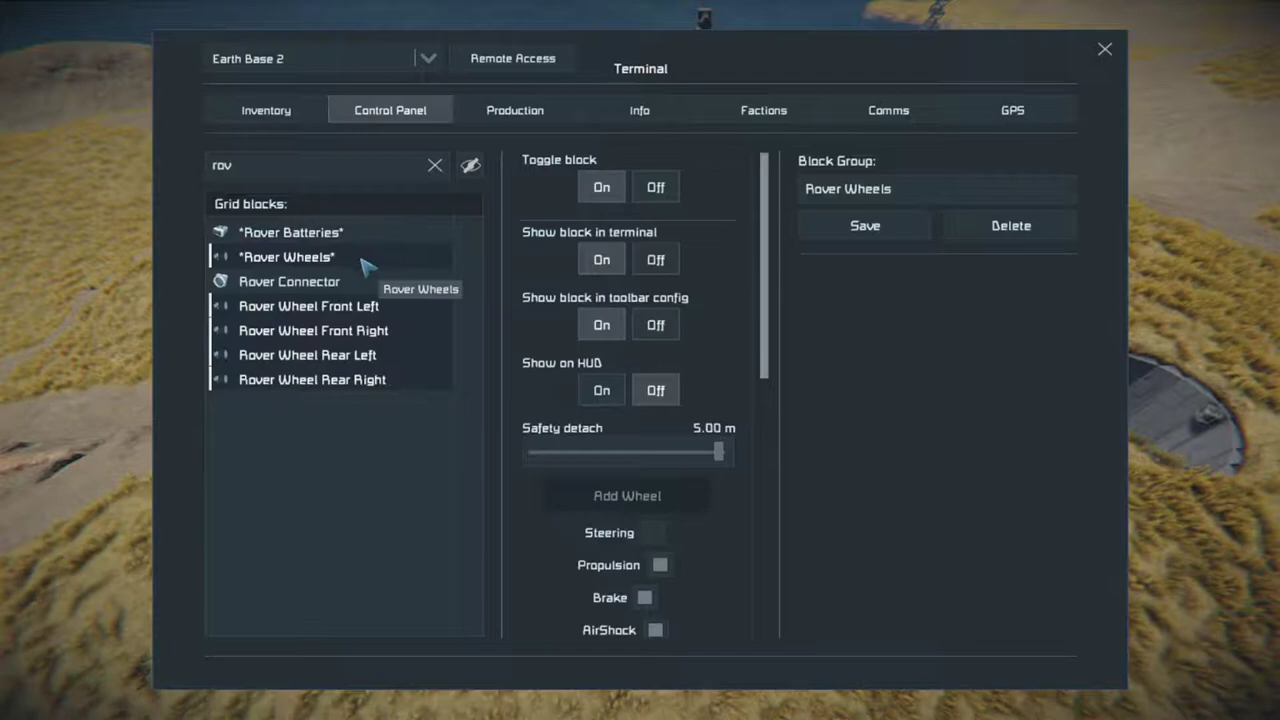 Earth Base 2
Remote Access
Terminal
Inventory
Control Panel
Production
Info
Factions
Comms
GPS
rov
Grid blocks:
*Rover Batteries*
*Rover Wheels*
Rover Connector
Rover Wheels
Rover Wheel Front Left
Rover Wheel Front Right
Rover Wheel Rear Left
Rover Wheel Rear Right
Toggle block
On Off
Show block in terminal
On Off
Show block in toolbar config
On Off
Show on HUD
On Off
Safety detach 5.00 m
Add Wheel
Steering
Propulsion
Brake
AirShock
Block Group:
Rover Wheels
Save
Delete